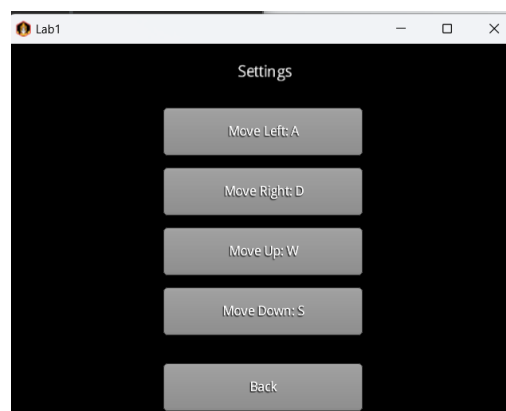 Lab1
Settings
Move Left: A
Move Right: D
Move Up: W
Move Down: S
Back